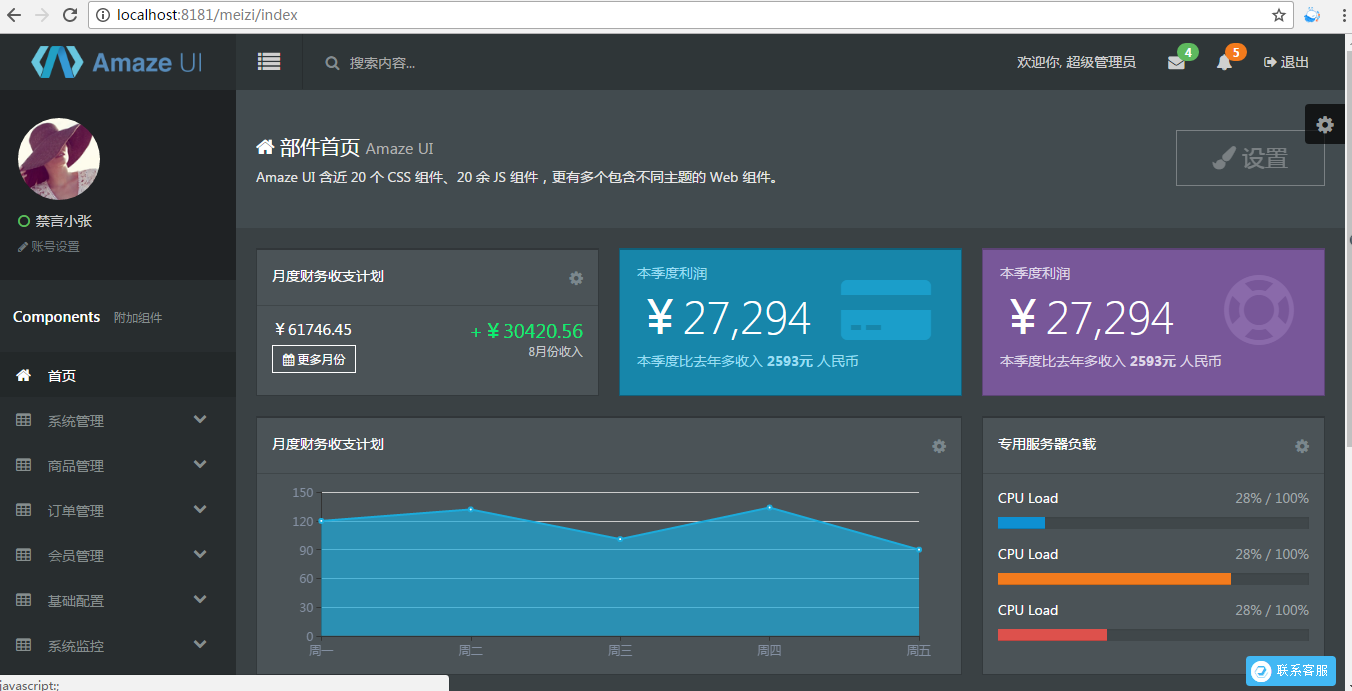 localhost:8181/meizi/index
Amaze UI
搜索内容...
欢迎你, 超级管理员
4
5
退出
禁言小张
账号设置
Components 附加组件
首页
系统管理
商品管理
订单管理
会员管理
基础配置
系统监控
javascript:;
部件首页 Amaze UI
Amaze UI 含近 20 个 CSS 组件、20 余 JS 组件，更有多个包含不同主题的 Web 组件。
设置
月度财务收支计划
¥ 61746.45
+ ¥ 30420.56
8月份收入
更多月份
本季度利润
¥ 27,294
本季度比去年多收入 2593元 人民币
本季度利润
¥ 27,294
本季度比去年多收入 2593元 人民币
月度财务收支计划
150
120
90
60
30
0
周一 周二 周三 周四 周五
专用服务器负载
CPU Load 28% / 100%
CPU Load 28% / 100%
CPU Load 28% / 100%
联系客服